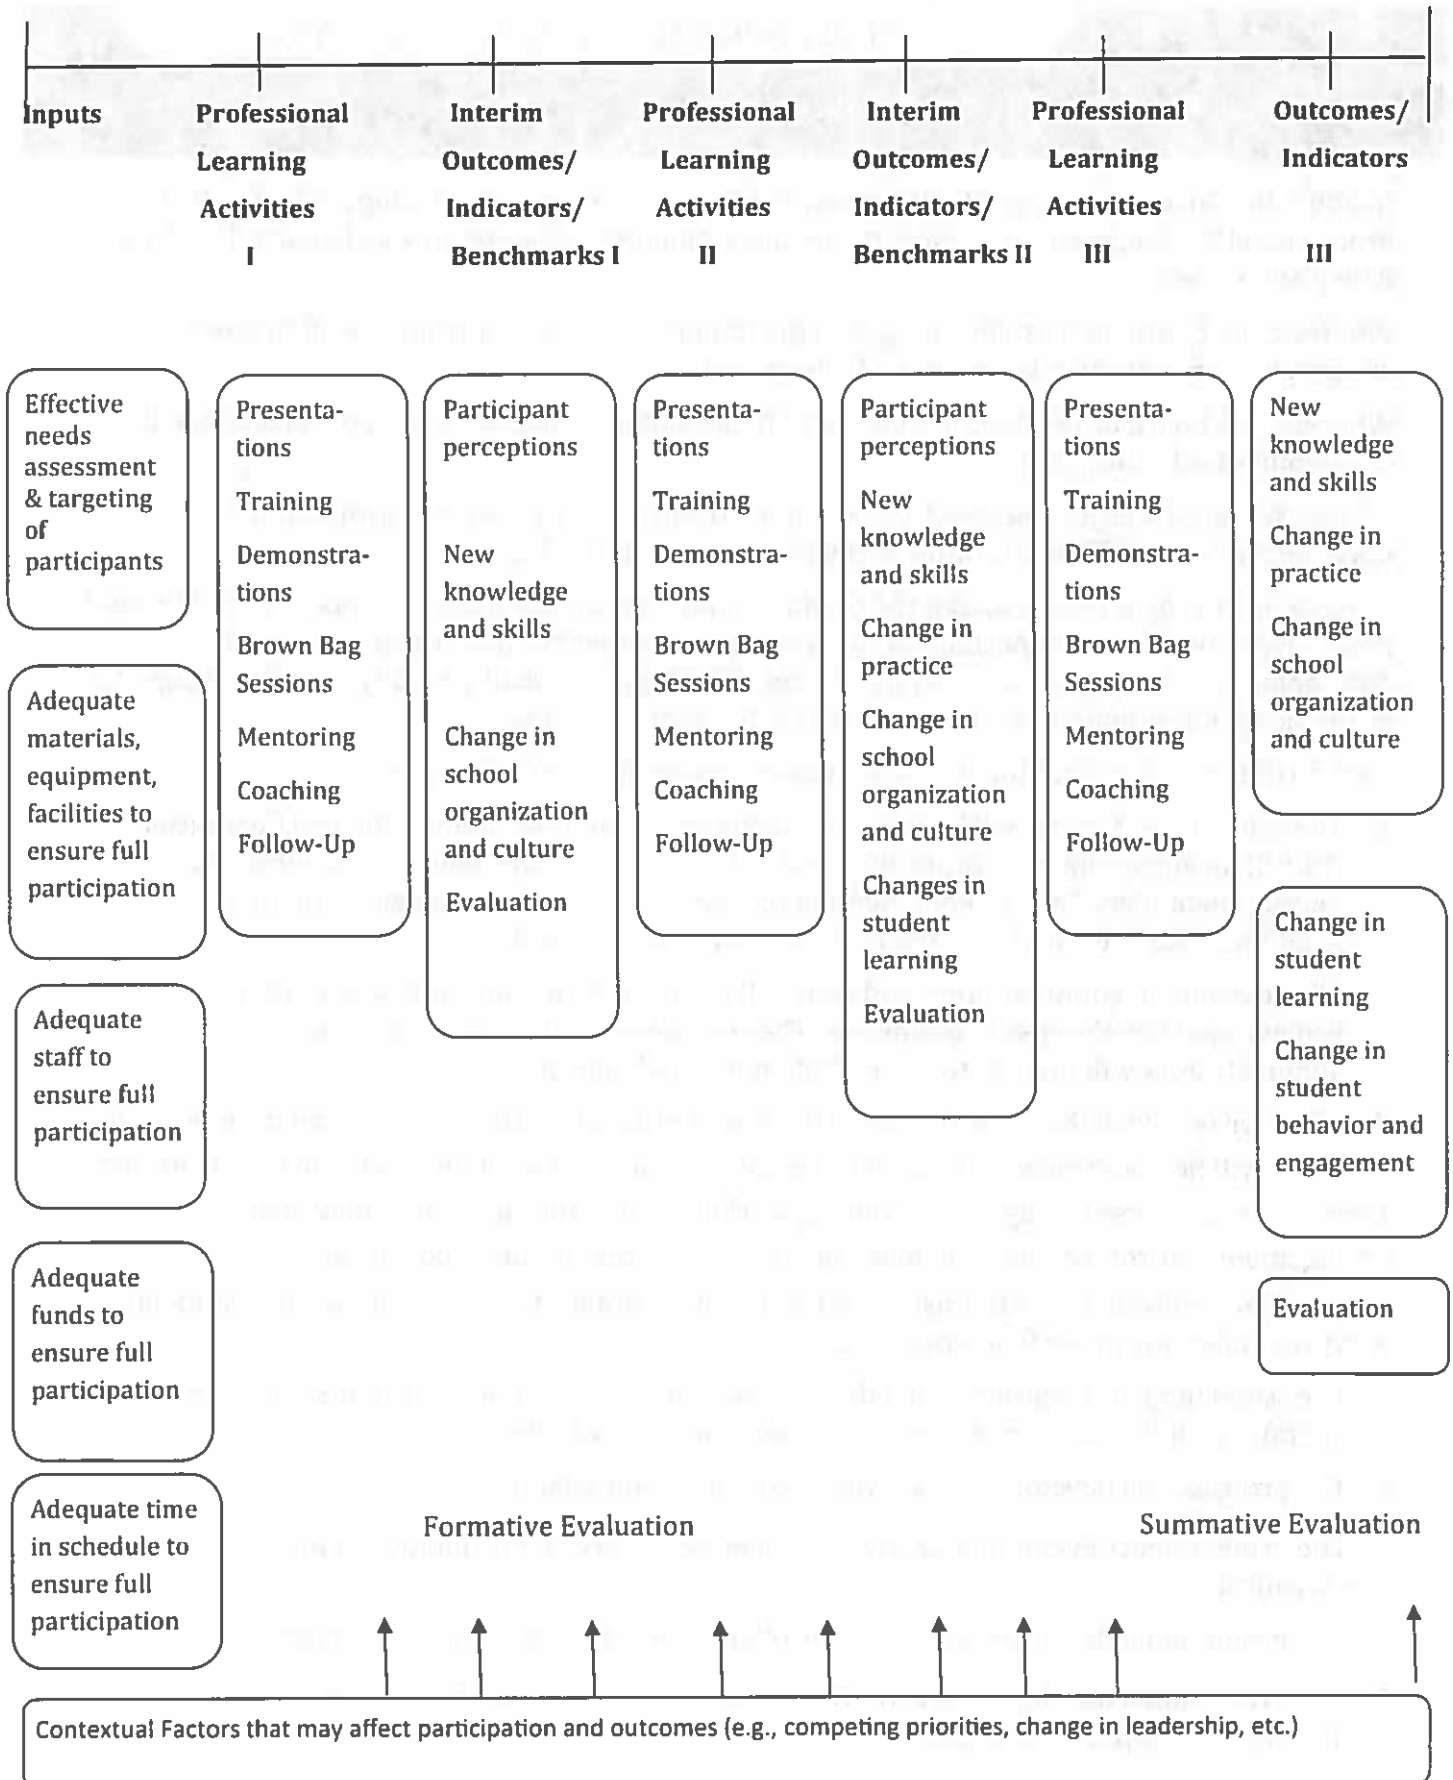 Inputs
Professional
Learning
Activities
I
Interim
Outcomes/
Indicators/
Benchmarks I
Professional
Learning
Activities
II
Interim
Outcomes/
Indicators/
Benchmarks II
Professional
Learning
Activities
III
Outcomes/
Indicators
III
Effective
needs
assessment
& targeting
of
participants
Adequate
materials,
equipment,
facilities to
ensure full
participation
Adequate
staff to
ensure full
participation
Adequate
funds to
ensure full
participation
Adequate time
in schedule to
ensure full
participation
Presenta-
tions
Training
Demonstra-
tions
Brown Bag
Sessions
Mentoring
Coaching
Follow-Up
Participant
perceptions
New
knowledge
and skills
Change in
school
organization
and culture
Evaluation
Presenta-
tions
Training
Demonstra-
tions
Brown Bag
Sessions
Mentoring
Coaching
Follow-Up
Participant
perceptions
New
knowledge
and skills
Change in
practice
Change in
school
organization
and culture
Changes in
student
learning
Evaluation
Presenta-
tions
Training
Demonstra-
tions
Brown Bag
Sessions
Mentoring
Coaching
Follow-Up
New
knowledge
and skills
Change in
practice
Change in
school
organization
and culture
Change in
student
learning
Change in
student
behavior and
engagement
Evaluation
Formative Evaluation
Summative Evaluation
Contextual Factors that may affect participation and outcomes (e.g., competing priorities, change in leadership, etc.)